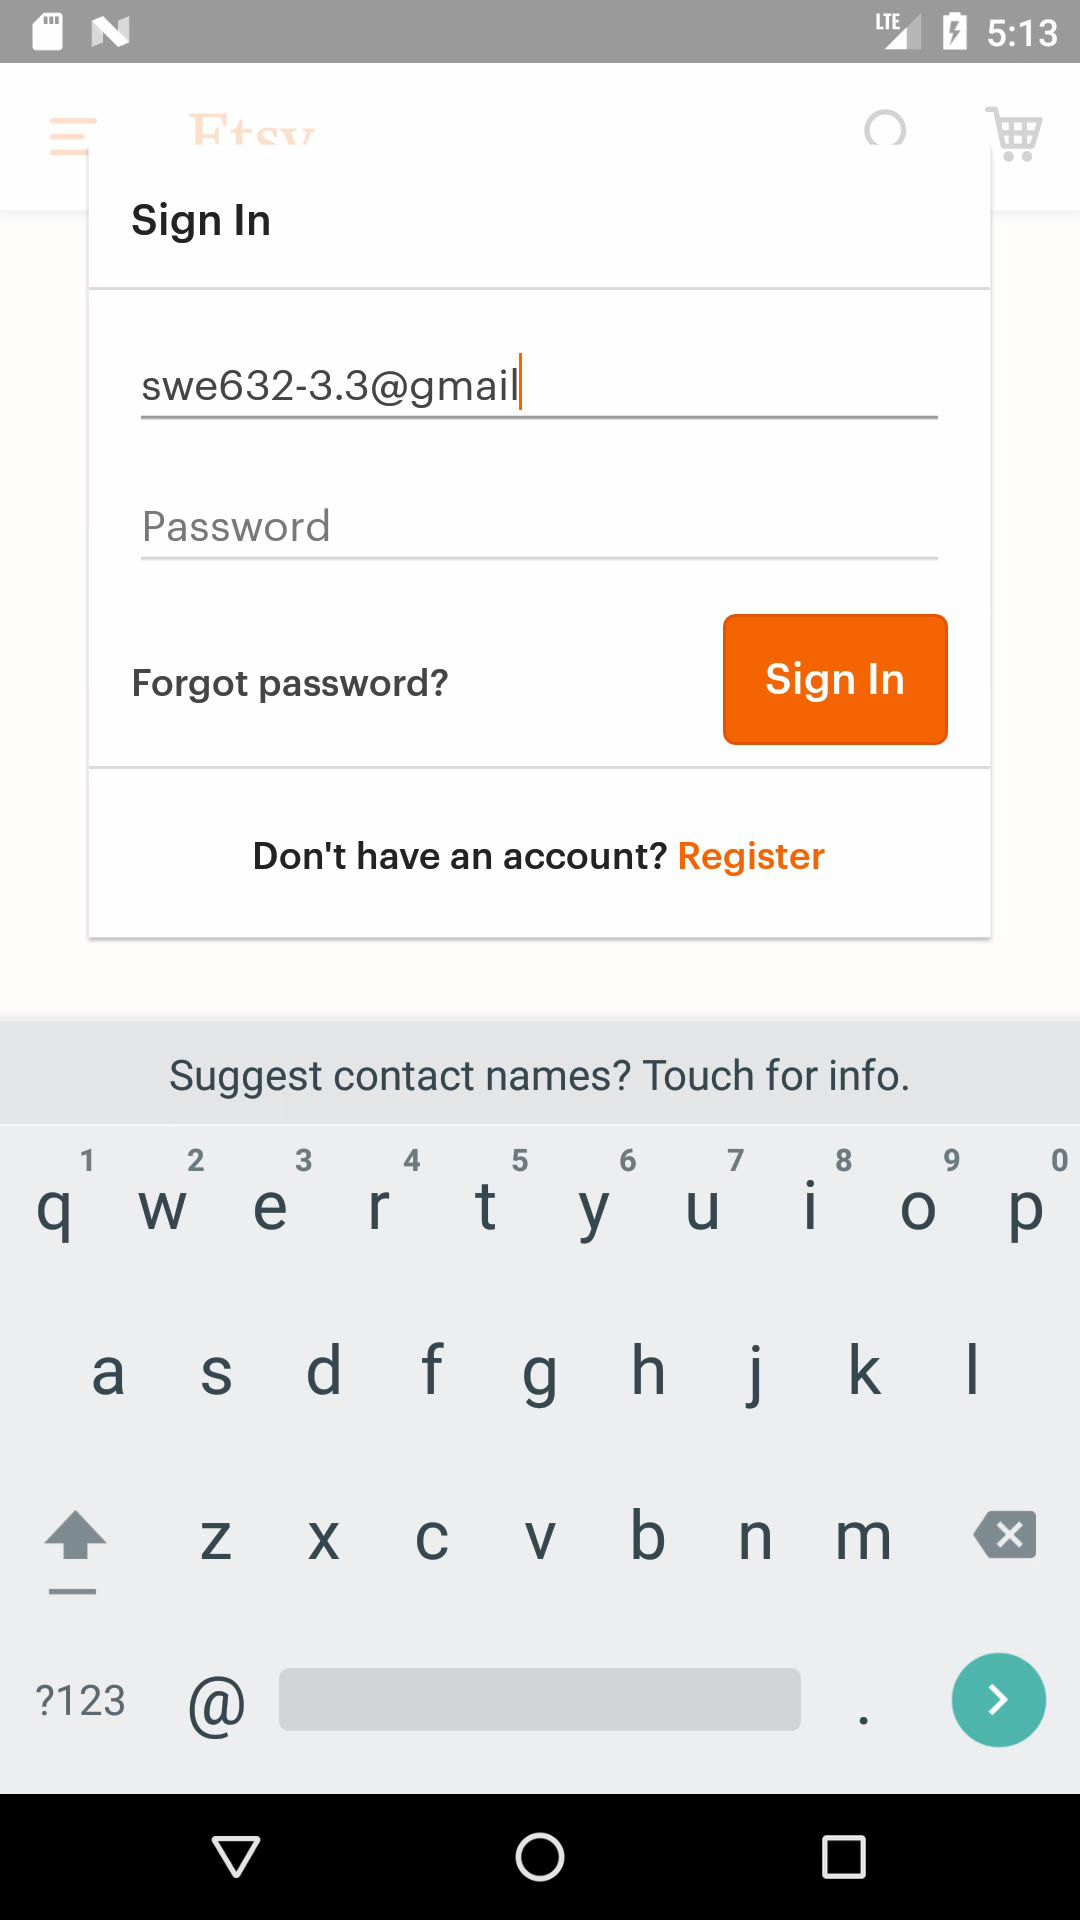 LTE 5:13
Etsy
Sign In
swe632-3.3@gmail
Password
Forgot password? Sign In
Don't have an account? Register
Suggest contact names? Touch for info.
1 2 3 4 5 6 7 8 9 0
q w e r t y u i o p
a s d f g h j k l
z x c v b n m
?123 @ .